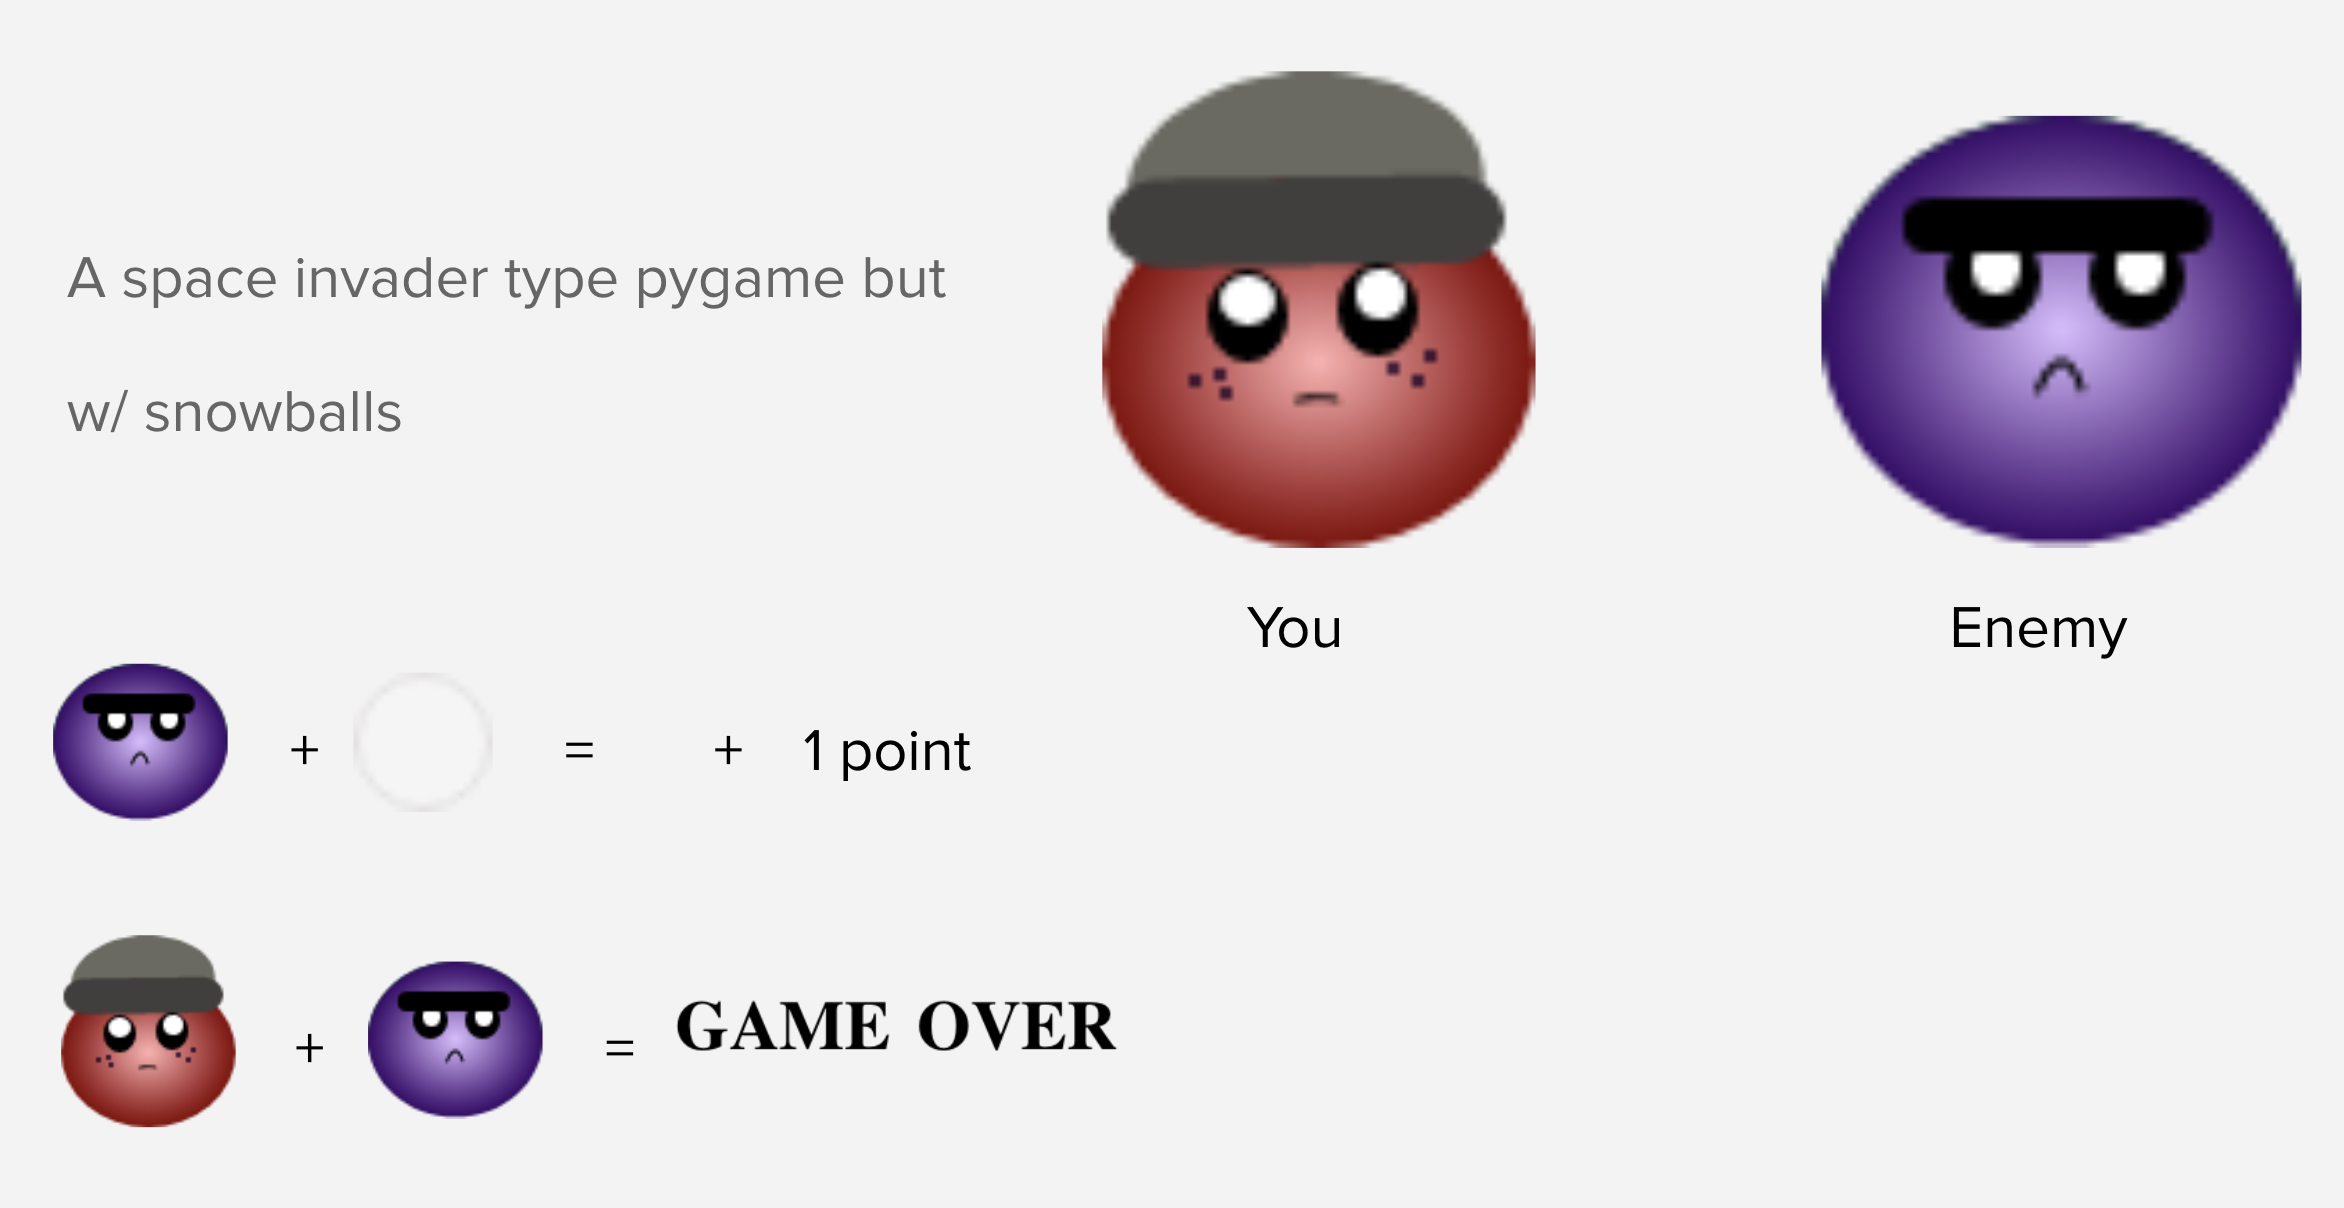 A space invader type pygame but
w/ snowballs
You
Enemy
+ = + 1 point
+ = GAME OVER